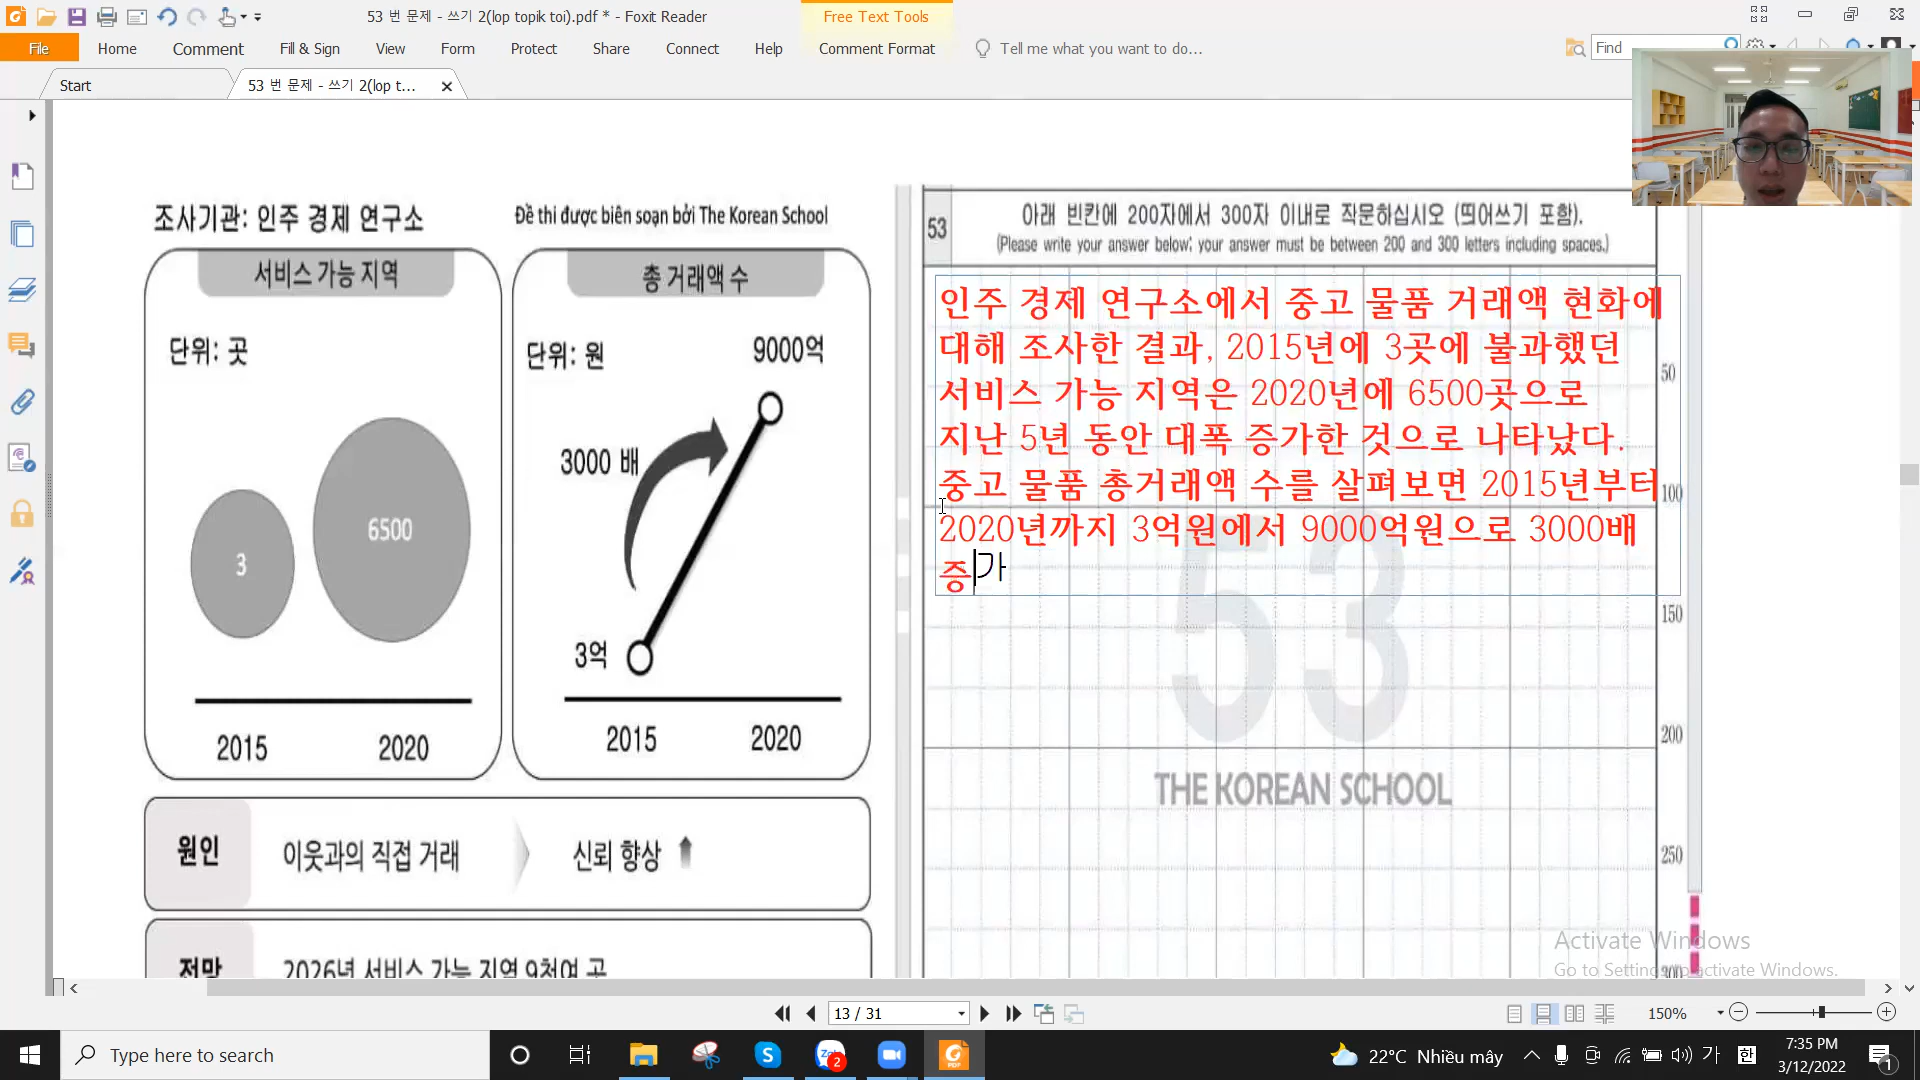 53 번 문제 - 쓰기 2(lop topik toi).pdf * - Foxit Reader
Free Text Tools
File
Home
Comment
Fill & Sign
View
Form
Protect
Share
Connect
Help
Comment Format
Tell me what you want to do...
Find
Start
53 번 문제 - 쓰기 2(lop t...
조사기관: 인주 경제 연구소
Đề thi được biên soạn bởi The Korean School
서비스 가능 지역
단위: 곳
3
6500
2015
2020
총 거래액 수
단위: 원
9000억
3000 배
3억
2015
2020
원인
이웃과의 직접 거래
신뢰 향상
전망
2026년 서비스 가능 지역 9천여 곳
53
아래 빈칸에 200자에서 300자 이내로 작문하십시오 (띄어쓰기 포함).
(Please write your answer below; your answer must be between 200 and 300 letters including spaces.)
인주 경제 연구소에서 중고 물품 거래액 현화에
대해 조사한 결과, 2015년에 3곳에 불과했던
서비스 가능 지역은 2020년에 6500곳으로
지난 5년 동안 대폭 증가한 것으로 나타났다.
중고 물품 총거래액 수를 살펴보면 2015년부터
2020년까지 3억원에서 9000억원으로 3000배
증가
50
100
150
200
250
300
53
THE KOREAN SCHOOL
Activate Windows
Go to Settings to activate Windows.
13 / 31
150%
Type here to search
2
22°C Nhiều mây
가
한
7:35 PM
3/12/2022
1